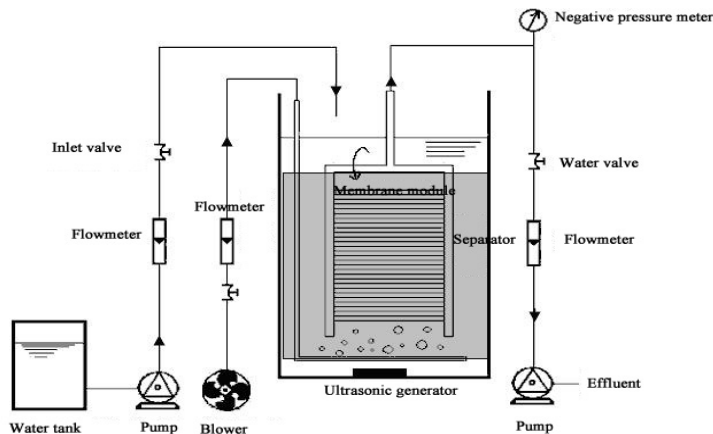 Negative pressure meter
Inlet valve
Membrane module
Water valve
Flowmeter
Flowmeter
Separator
Flowmeter
Ultrasonic generator
Effluent
Water tank
Pump
Blower
Pump